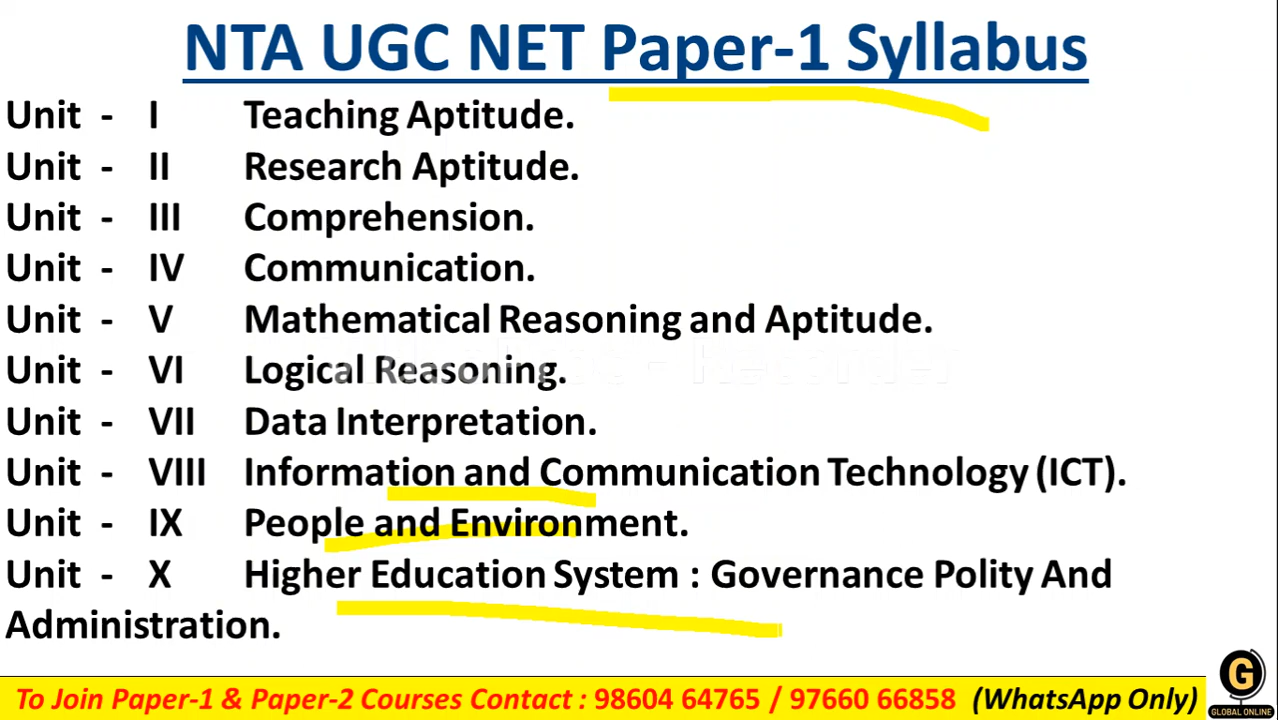 NTA UGC NET Paper-1 Syllabus
Unit - I Teaching Aptitude.
Unit - II Research Aptitude.
Unit - III Comprehension.
Unit - IV Communication.
Unit - V Mathematical Reasoning and Aptitude.
Unit - VI Logical Reasoning.
Unit - VII Data Interpretation.
Unit - VIII Information and Communication Technology (ICT).
Unit - IX People and Environment.
Unit - X Higher Education System : Governance Polity And
Administration.
To Join Paper-1 & Paper-2 Courses Contact : 98604 64765 / 97660 66858 (WhatsApp Only)
G
GLOBAL ONLINE